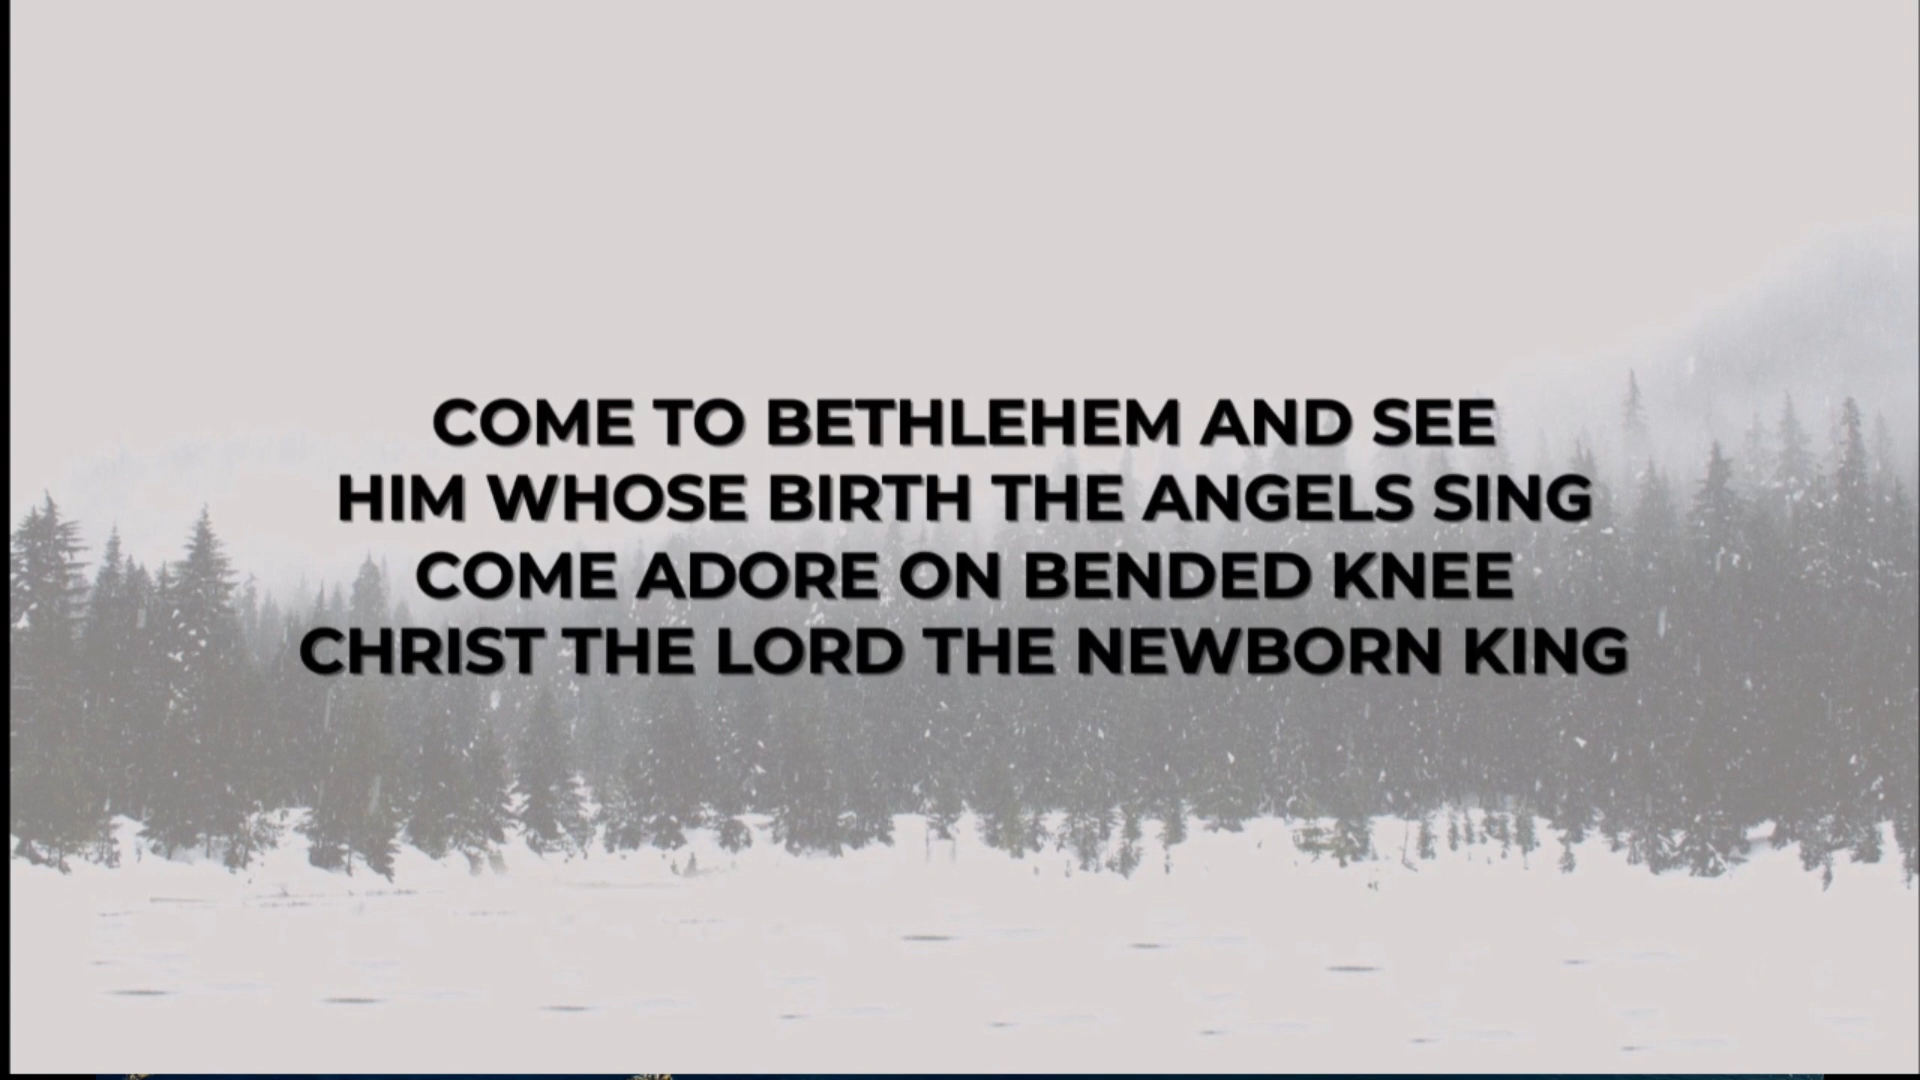 COME TO BETHLEHEM AND SEE
HIM WHOSE BIRTH THE ANGELS SING
COME ADORE ON BENDED KNEE
CHRIST THE LORD THE NEWBORN KING